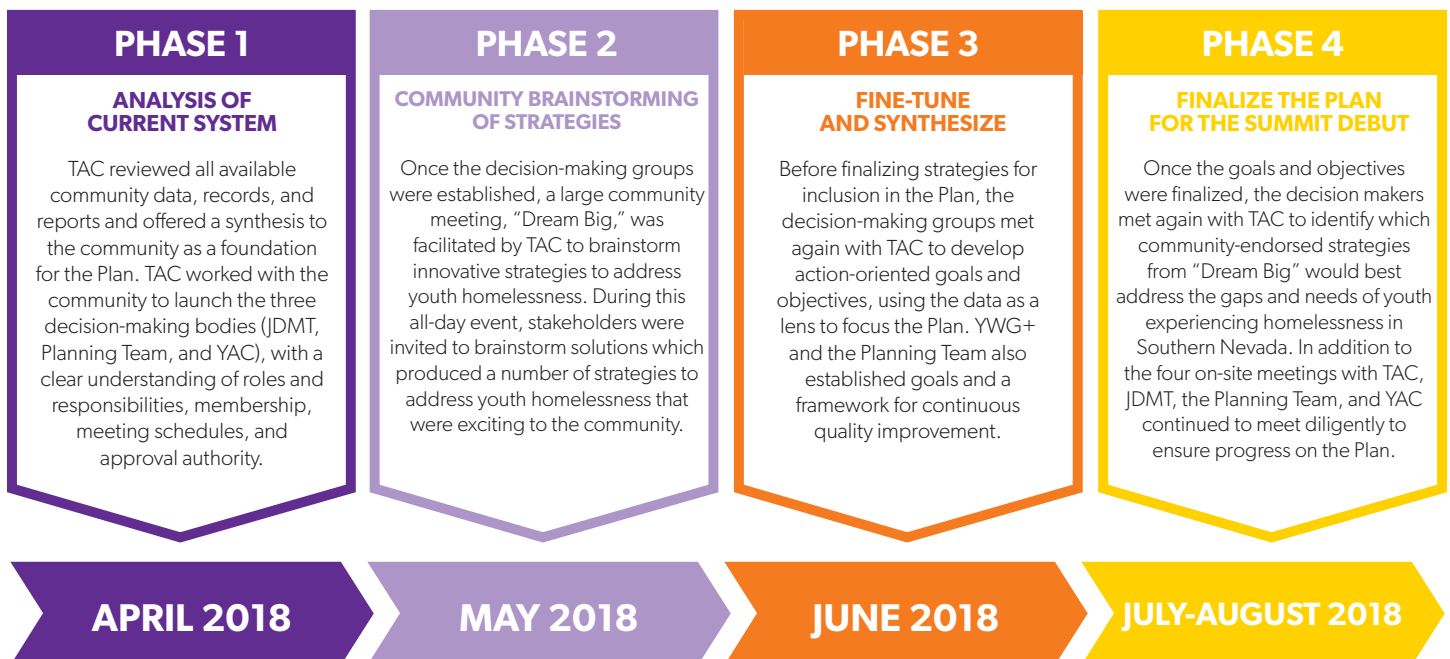 PHASE 1
ANALYSIS OF
CURRENT SYSTEM
TAC reviewed all available
community data, records, and
reports and offered a synthesis to
the community as a foundation
for the Plan. TAC worked with the
community to launch the three
decision-making bodies (JDMT,
Planning Team, and YAC), with a
clear understanding of roles and
responsibilities, membership,
meeting schedules, and
approval authority.
APRIL 2018
PHASE 2
COMMUNITY BRAINSTORMING
OF STRATEGIES
Once the decision-making groups
were established, a large community
meeting, “Dream Big,” was
facilitated by TAC to brainstorm
innovative strategies to address
youth homelessness. During this
all-day event, stakeholders were
invited to brainstorm solutions which
produced a number of strategies to
address youth homelessness that
were exciting to the community.
MAY 2018
PHASE 3
FINE-TUNE
AND SYNTHESIZE
Before finalizing strategies for
inclusion in the Plan, the
decision-making groups met
again with TAC to develop
action-oriented goals and
objectives, using the data as a
lens to focus the Plan. YWG+
and the Planning Team also
established goals and a
framework for continuous
quality improvement.
JUNE 2018
PHASE 4
FINALIZE THE PLAN
FOR THE SUMMIT DEBUT
Once the goals and objectives
were finalized, the decision makers
met again with TAC to identify which
community-endorsed strategies
from “Dream Big” would best
address the gaps and needs of youth
experiencing homelessness in
Southern Nevada. In addition to
the four on-site meetings with TAC,
JDMT, the Planning Team, and YAC
continued to meet diligently to
ensure progress on the Plan.
JULY-AUGUST 2018